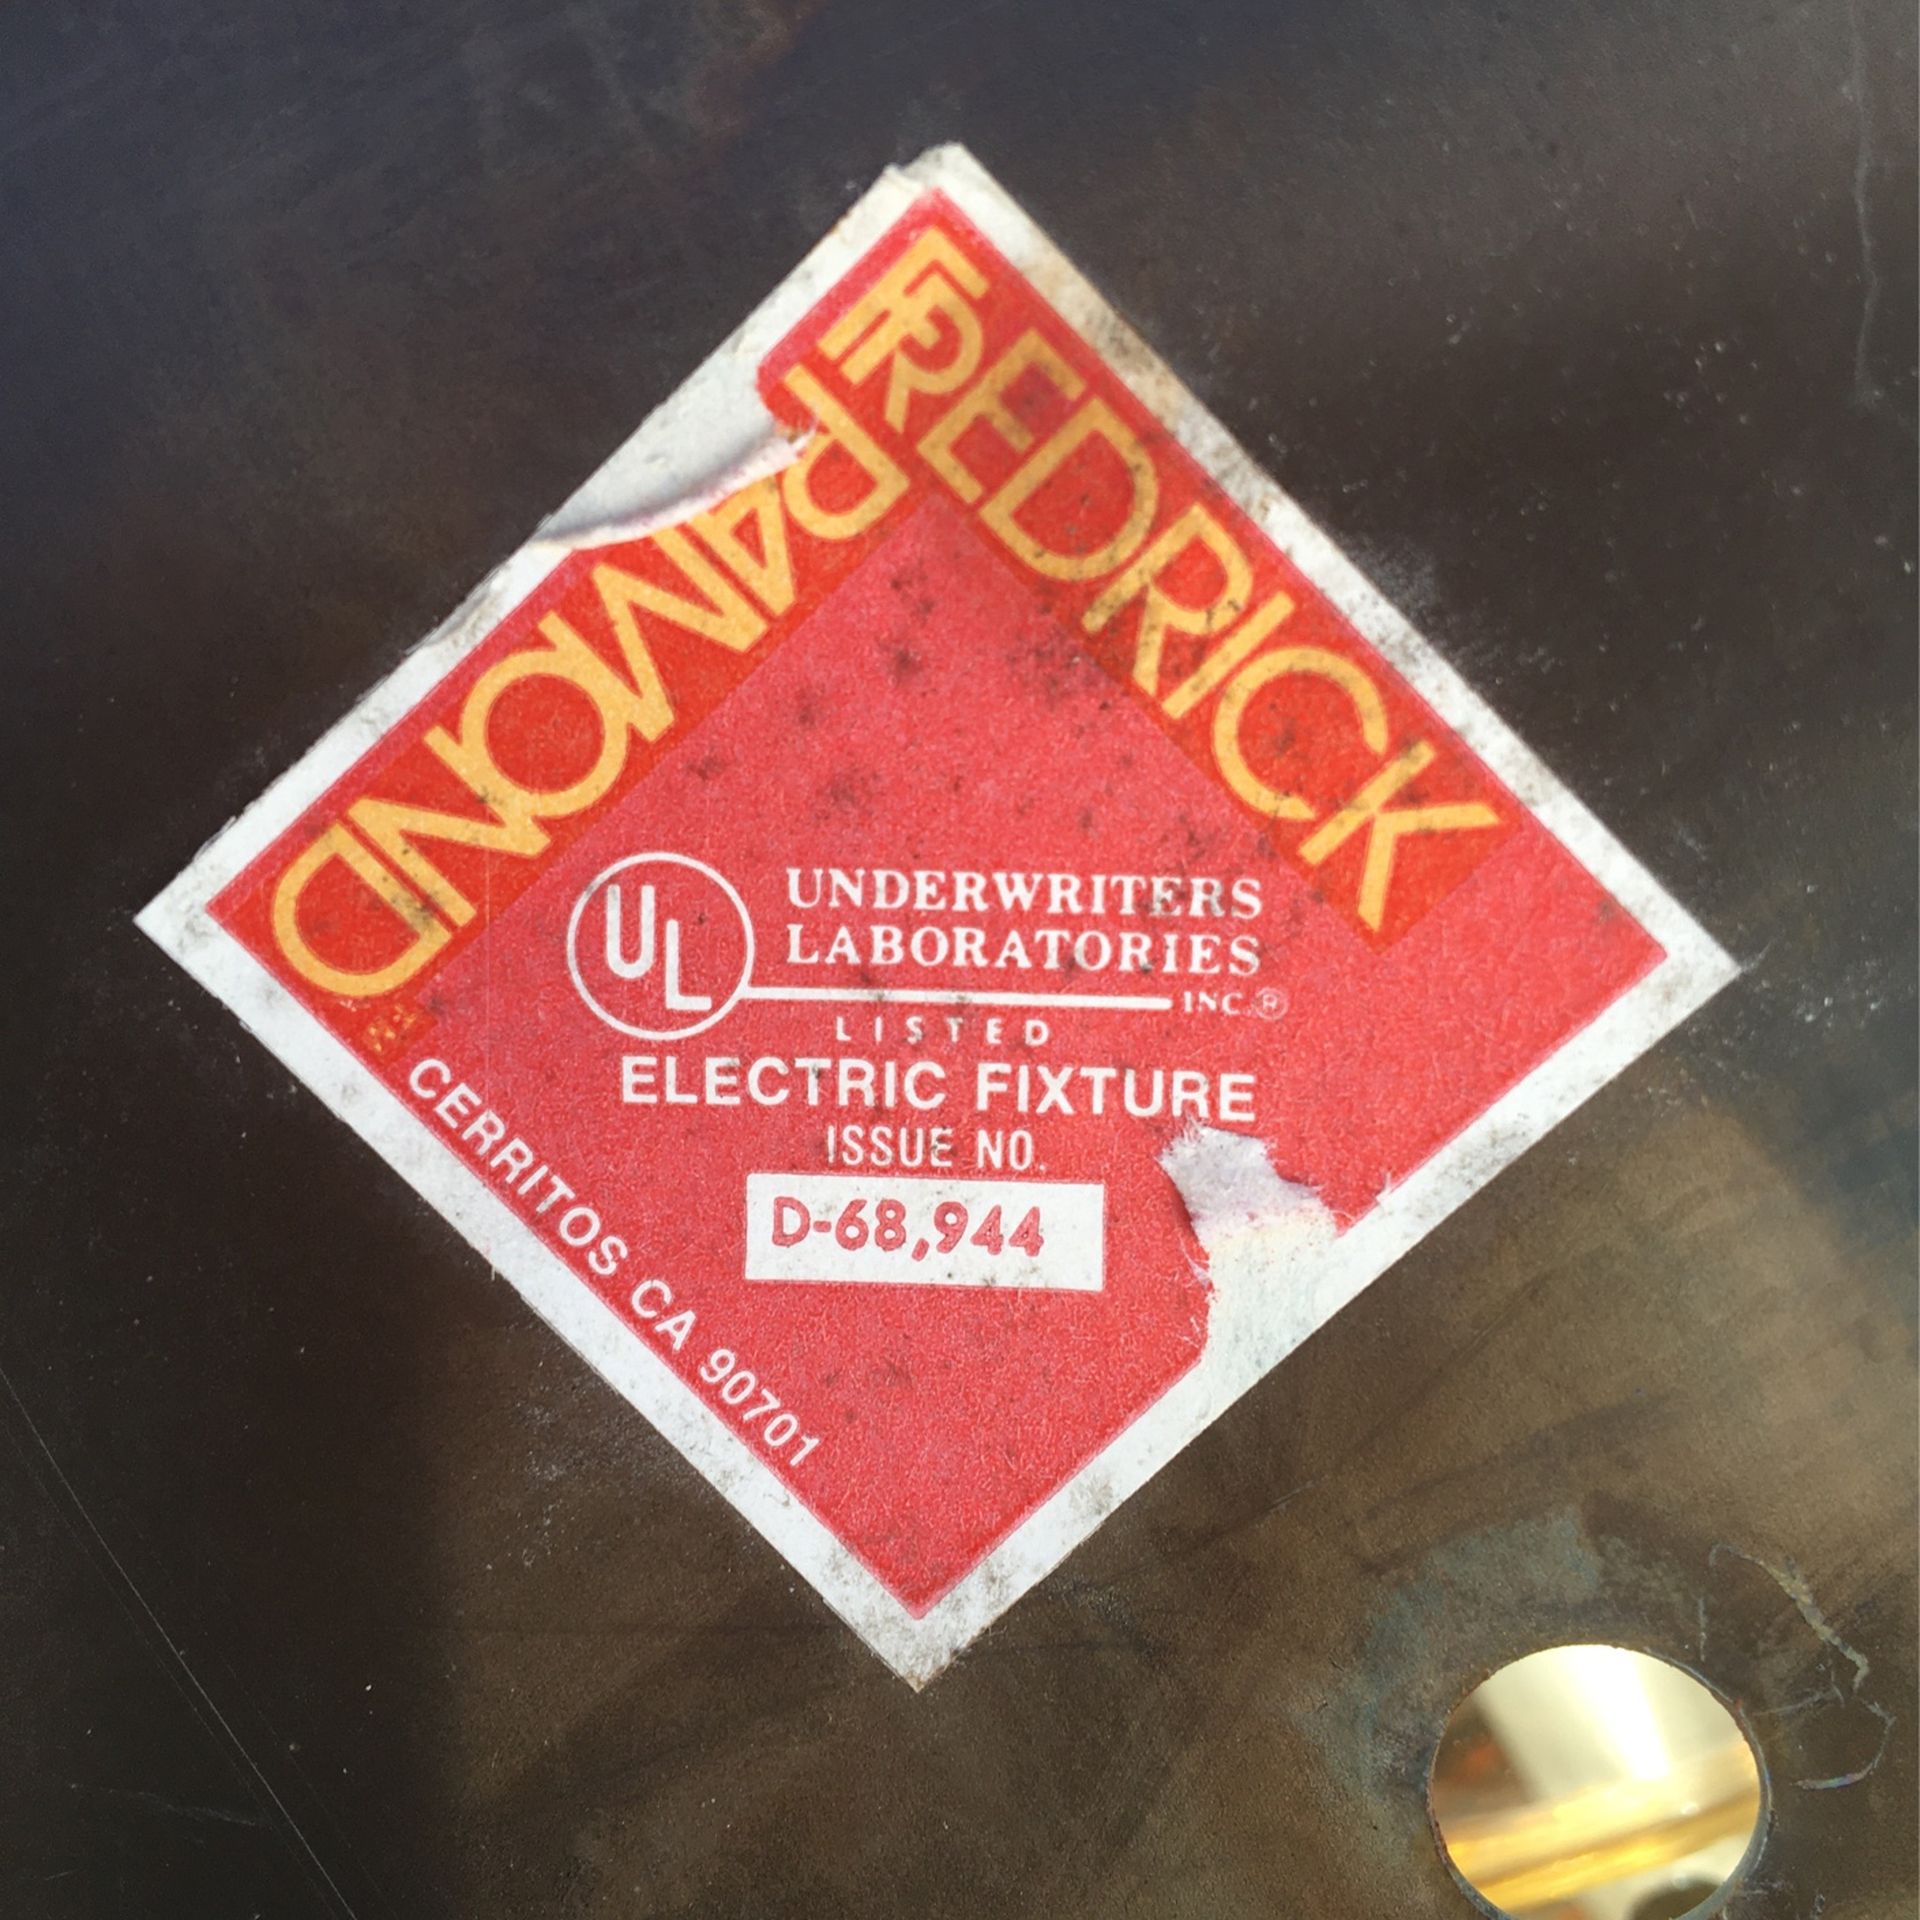 FREDRICK
RAMOND
UL
UNDERWRITERS
LABORATORIES
INC.®
LISTED
ELECTRIC FIXTURE
ISSUE NO.
D-68,944
CERRITOS CA 90701